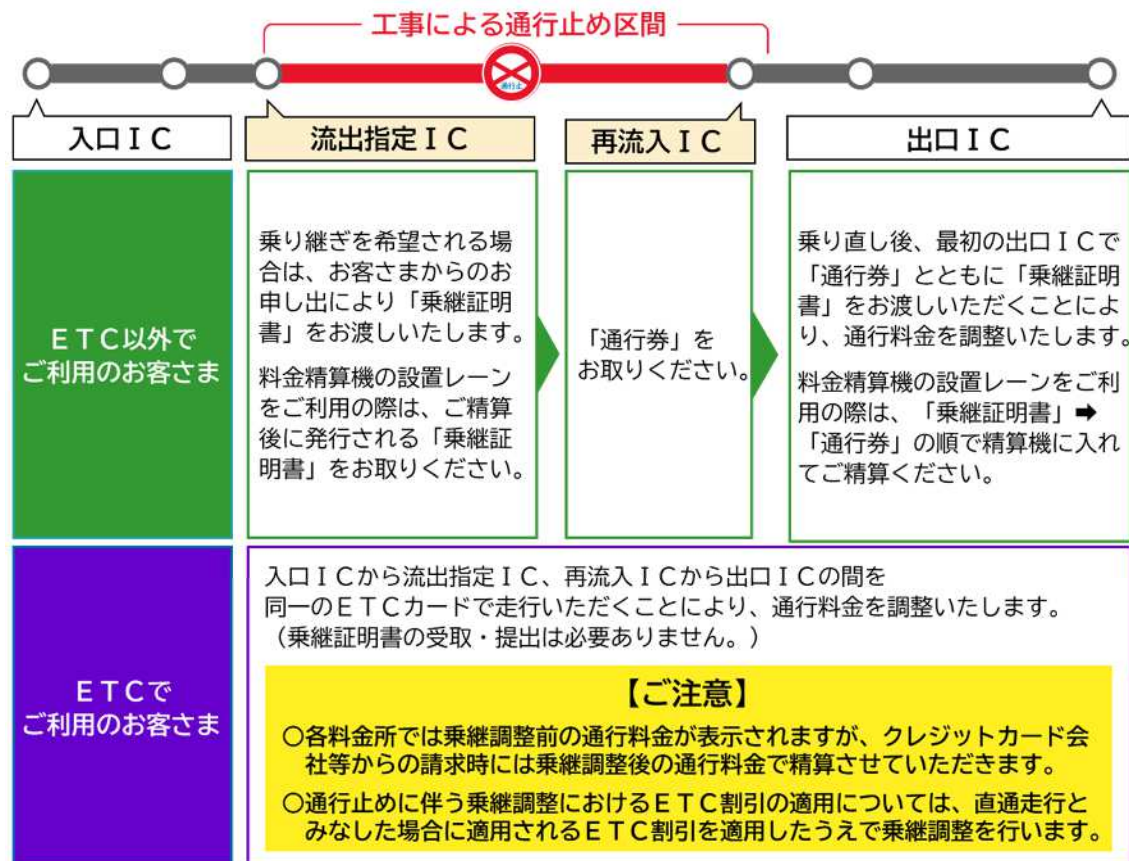 工事による通行止め区間
通行止
入口ＩＣ
流出指定ＩＣ
再流入ＩＣ
出口ＩＣ
ＥＴＣ以外で
ご利用のお客さま
乗り継ぎを希望される場
合は、お客さまからのお
申し出により「乗継証明
書」をお渡しいたします。
料金精算機の設置レーン
をご利用の際は、ご精算
後に発行される「乗継証
明書」をお取りください。
「通行券」を
お取りください。
乗り直し後、最初の出口ＩＣで
「通行券」とともに「乗継証明
書」をお渡しいただくことによ
り、通行料金を調整いたします。
料金精算機の設置レーンをご利
用の際は、「乗継証明書」➡
「通行券」の順で精算機に入れ
てご精算ください。
ＥＴＣで
ご利用のお客さま
入口ＩＣから流出指定ＩＣ、再流入ＩＣから出口ＩＣの間を
同一のＥＴＣカードで走行いただくことにより、通行料金を調整いたします。
（乗継証明書の受取・提出は必要ありません。）
【ご注意】
○各料金所では乗継調整前の通行料金が表示されますが、クレジットカード会
社等からの請求時には乗継調整後の通行料金で精算させていただきます。
○通行止めに伴う乗継調整におけるＥＴＣ割引の適用については、直通走行と
みなした場合に適用されるＥＴＣ割引を適用したうえで乗継調整を行います。